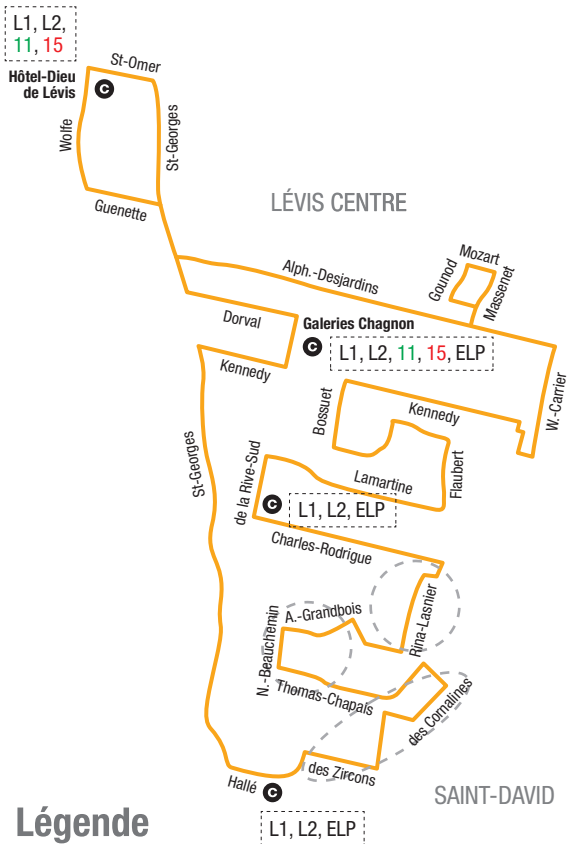 L1, L2,
11, 15
St-Omer
Hôtel-Dieu
de Lévis
C
Wolfe
St-Georges
Guenette
LÉVIS CENTRE
Mozart
Gounod
Massenet
Alph.-Desjardins
Dorval
Galeries Chagnon
C
L1, L2, 11, 15, ELP
Kennedy
W.-Carrier
Bossuet
Kennedy
St-Georges
Flaubert
Lamartine
de la Rive-Sud
C
L1, L2, ELP
Charles-Rodrigue
Rina-Lasnier
A.-Grandbois
N.-Beauchemin
Thomas-Chapais
des Cornalines
des Zircons
Hallé
C
SAINT-DAVID
Légende
L1, L2, ELP